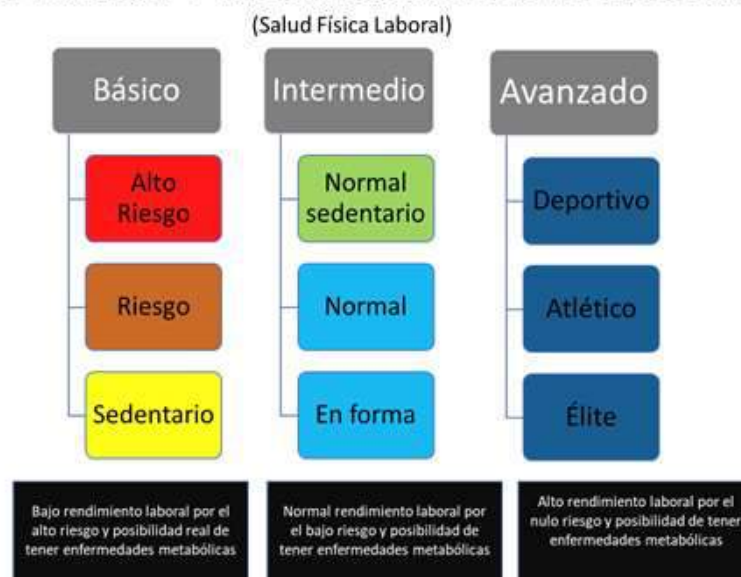 (Salud Física Laboral)
Básico
Alto
Riesgo
Riesgo
Sedentario
Bajo rendimiento laboral por el
alto riesgo y posibilidad real de
tener enfermedades metabólicas
Intermedio
Normal
sedentario
Normal
En forma
Normal rendimiento laboral por
el bajo riesgo y posibilidad de
tener enfermedades metabólicas
Avanzado
Deportivo
Atlético
Élite
Alto rendimiento laboral por el
nulo riesgo y posibilidad de tener
enfermedades metabólicas